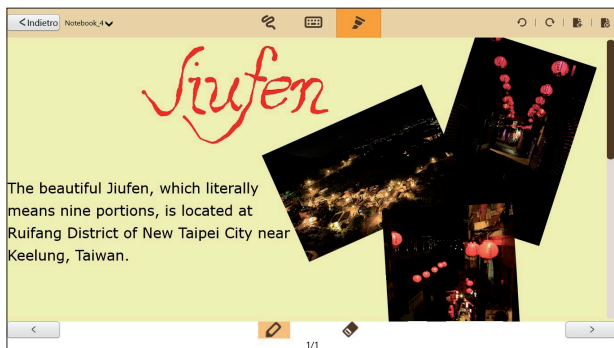 Indietro Notebook_4
Jiufen
The beautiful Jiufen, which literally
means nine portions, is located at
Ruifang District of New Taipei City near
Keelung, Taiwan.
1/1